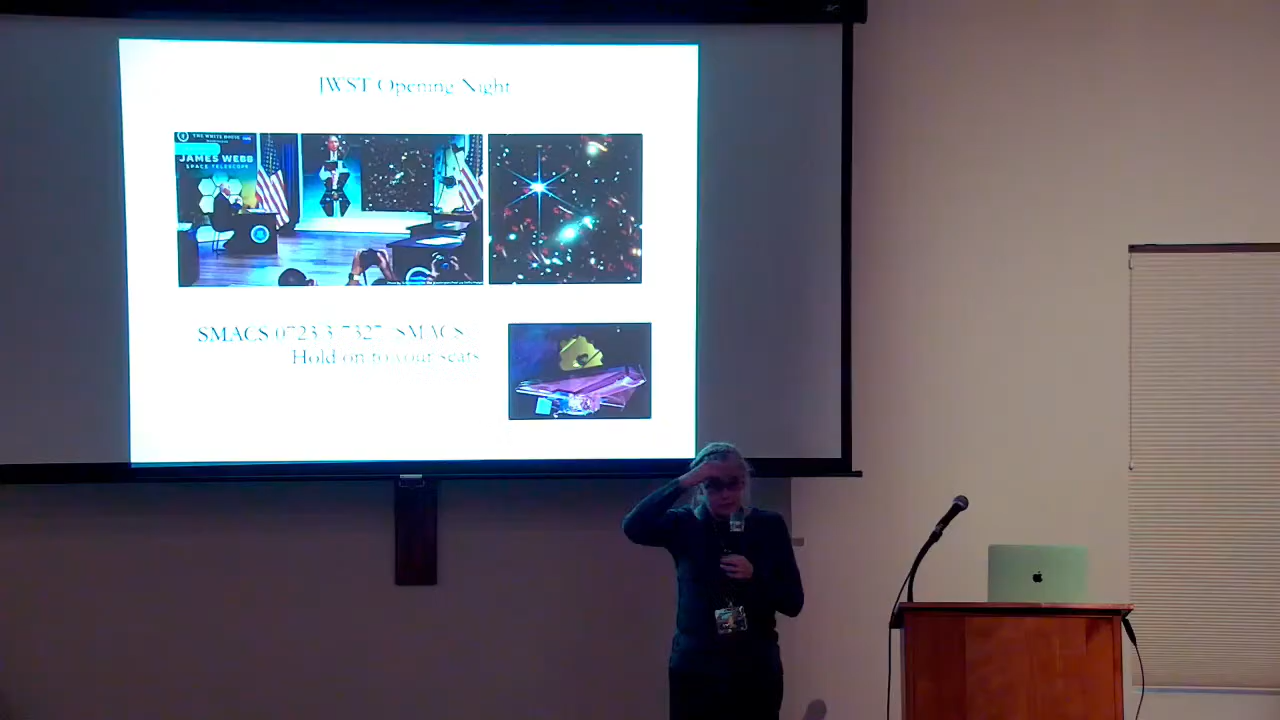 JWST Opening Night
THE WHITE HOUSE
JAMES WEBB
SPACE TELESCOPE
SMACS 0723.3-7327 SMACS
Hold on to your seats